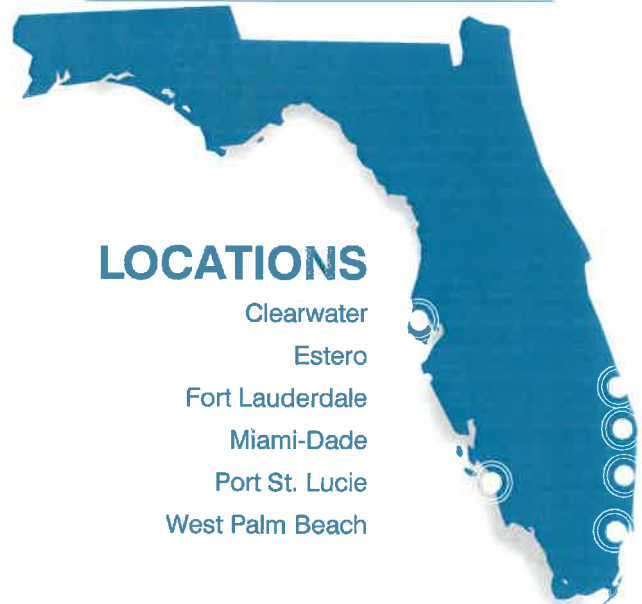 LOCATIONS
Clearwater
Estero
Fort Lauderdale
Miami-Dade
Port St. Lucie
West Palm Beach